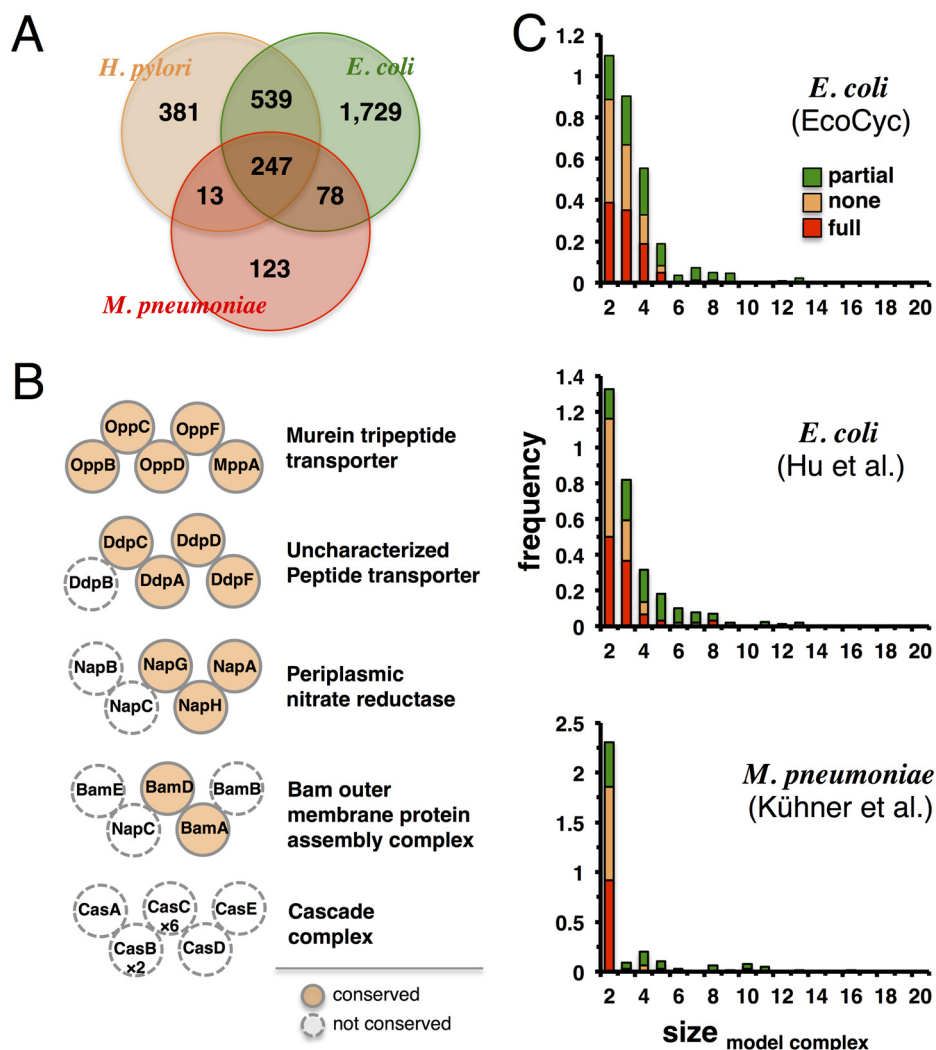 A
H. pylori
E. coli
381
539
1,729
247
13
78
123
M. pneumoniae
B
OppC
OppF
OppB
OppD
MppA
Murein tripeptide
transporter
DdpC
DdpD
DdpB
DdpA
DdpF
Uncharacterized
Peptide transporter
NapB
NapG
NapA
NapC
NapH
Periplasmic
nitrate reductase
BamE
BamD
BamB
NapC
BamA
Bam outer
membrane protein
assembly complex
CasA
CasC
×6
CasE
CasB
×2
CasD
Cascade
complex
conserved
not conserved
C
1.2
1
0.8
0.6
0.4
0.2
0
2 4 6 8 10 12 14 16 18 20
E. coli
(EcoCyc)
partial
none
full
frequency
1.4
1.2
1
0.8
0.6
0.4
0.2
0
2 4 6 8 10 12 14 16 18 20
E. coli
(Hu et al.)
2.5
2
1.5
1
0.5
0
2 4 6 8 10 12 14 16 18 20
M. pneumoniae
(Kühner et al.)
size model complex